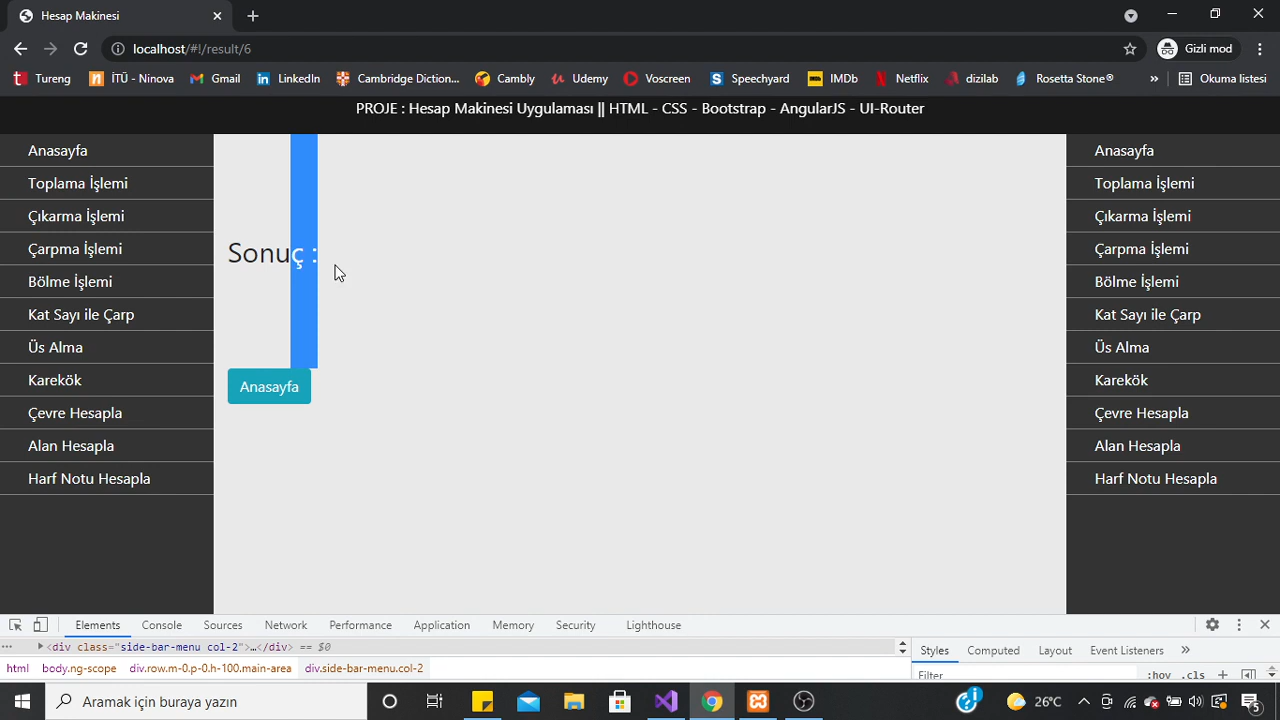 Hesap Makinesi
localhost/#!/result/6
Gizli mod
Tureng
İTÜ - Ninova
Gmail
LinkedIn
Cambridge Diction...
Cambly
Udemy
Voscreen
Speechyard
IMDb
Netflix
dizilab
Rosetta Stone®
»
Okuma listesi
PROJE : Hesap Makinesi Uygulaması || HTML - CSS - Bootstrap - AngularJS - UI-Router
Anasayfa
Toplama İşlemi
Çıkarma İşlemi
Çarpma İşlemi
Bölme İşlemi
Kat Sayı ile Çarp
Üs Alma
Karekök
Çevre Hesapla
Alan Hesapla
Harf Notu Hesapla
Sonuç :
Anasayfa
Anasayfa
Toplama İşlemi
Çıkarma İşlemi
Çarpma İşlemi
Bölme İşlemi
Kat Sayı ile Çarp
Üs Alma
Karekök
Çevre Hesapla
Alan Hesapla
Harf Notu Hesapla
Elements Console Sources Network Performance Application Memory Security Lighthouse
<div class="side-bar-menu col-2">…</div> == $0
html body.ng-scope div.row.m-0.p-0.h-100.main-area div.side-bar-menu.col-2
Styles Computed Layout Event Listeners »
Filter :hov .cls +
Aramak için buraya yazın
26°C
5